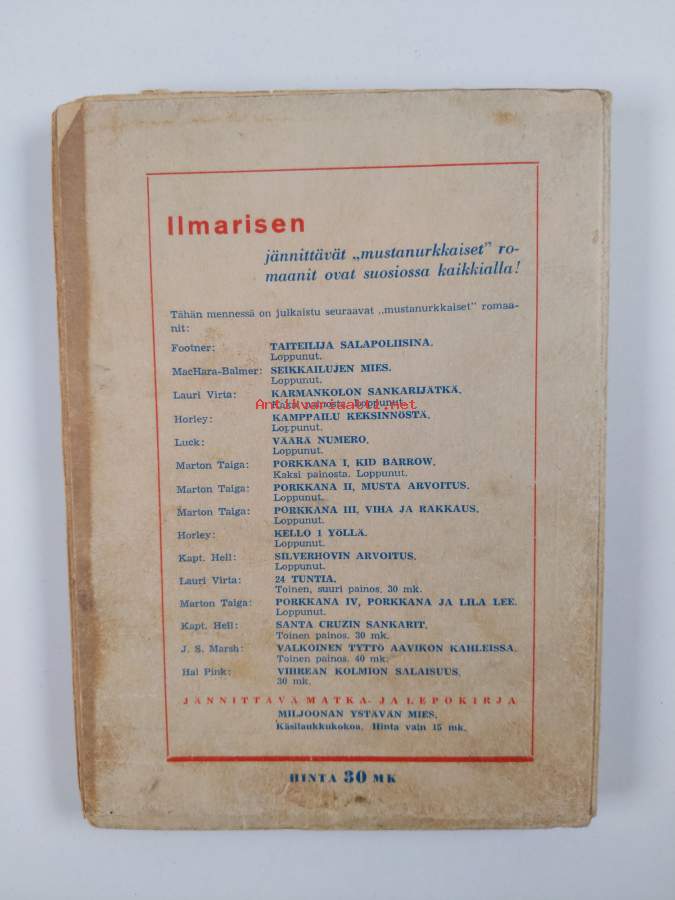 Ilmarisen
jännittävät „mustanurkkaiset" ro-
maanit ovat suosiossa kaikkialla!
Tähän mennessä on julkaistu seuraavat „mustanurkkaiset" romaa-
nit:
Footner: TAITEILIJA SALAPOLIISINA.
Loppunut.
MacHara-Balmer: SEIKKAILUJEN MIES.
Loppunut.
Lauri Virta: KARMANKOLON SANKARIJÄTKÄ.
Kaksi painosta. Loppunut.
Antikvariaatti.net
Horley: KAMPPAILU KEKSINNÖSTÄ.
Loppunut.
Luck: VÄÄRÄ NUMERO.
Loppunut.
Marton Taiga: PORKKANA I, KID BARROW.
Kaksi painosta. Loppunut.
Marton Taiga: PORKKANA II, MUSTA ARVOITUS.
Loppunut.
Marton Taiga: PORKKANA III, VIHA JA RAKKAUS.
Loppunut.
Horley: KELLO 1 YÖLLÄ.
Loppunut.
Kapt. Hell: SILVERHOVIN ARVOITUS.
Loppunut.
Lauri Virta: 24 TUNTIA.
Toinen, suuri painos. 30 mk.
Marton Taiga: PORKKANA IV, PORKKANA JA LILA LEE.
Loppunut.
Kapt. Hell: SANTA CRUZIN SANKARIT.
Toinen painos. 30 mk.
J. S. Marsh: VALKOINEN TYTTÖ AAVIKON KAHLEISSA.
Toinen painos. 40 mk.
Hal Pink: VIHREÄN KOLMION SALAISUUS.
30 mk.
JÄNNITTÄVÄ MATKA- JA LEPOKIRJA
MILJOONAN YSTÄVÄN MIES.
Käsilaukkukokoa. Hinta vain 15 mk.
HINTA 30 MK